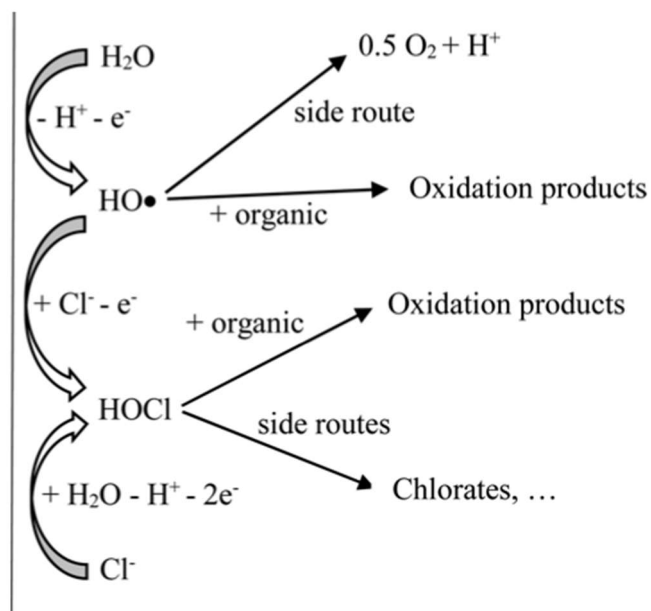 H₂O
0.5 O₂ + H⁺
- H⁺ - e⁻
side route
HO•
Oxidation products
+ organic
+ Cl⁻ - e⁻
Oxidation products
+ organic
HOCl
side routes
+ H₂O - H⁺ - 2e⁻
Chlorates, …
Cl⁻